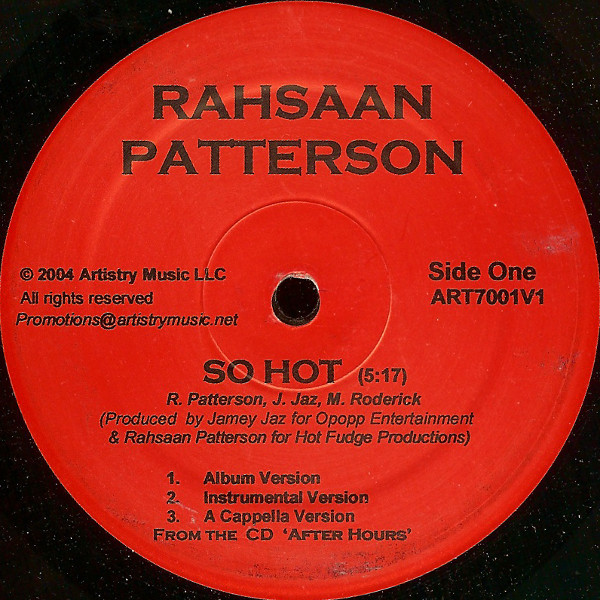 RAHSAAN
PATTERSON
© 2004 Artistry Music LLC
All rights reserved
Promotions@artistrymusic.net
Side One
ART7001V1
SO HOT (5:17)
R. Patterson, J. Jaz, M. Roderick
(Produced by Jamey Jaz for Opopp Entertainment
& Rahsaan Patterson for Hot Fudge Productions)
1. Album Version
2. Instrumental Version
3. A Cappella Version
FROM THE CD 'AFTER HOURS'